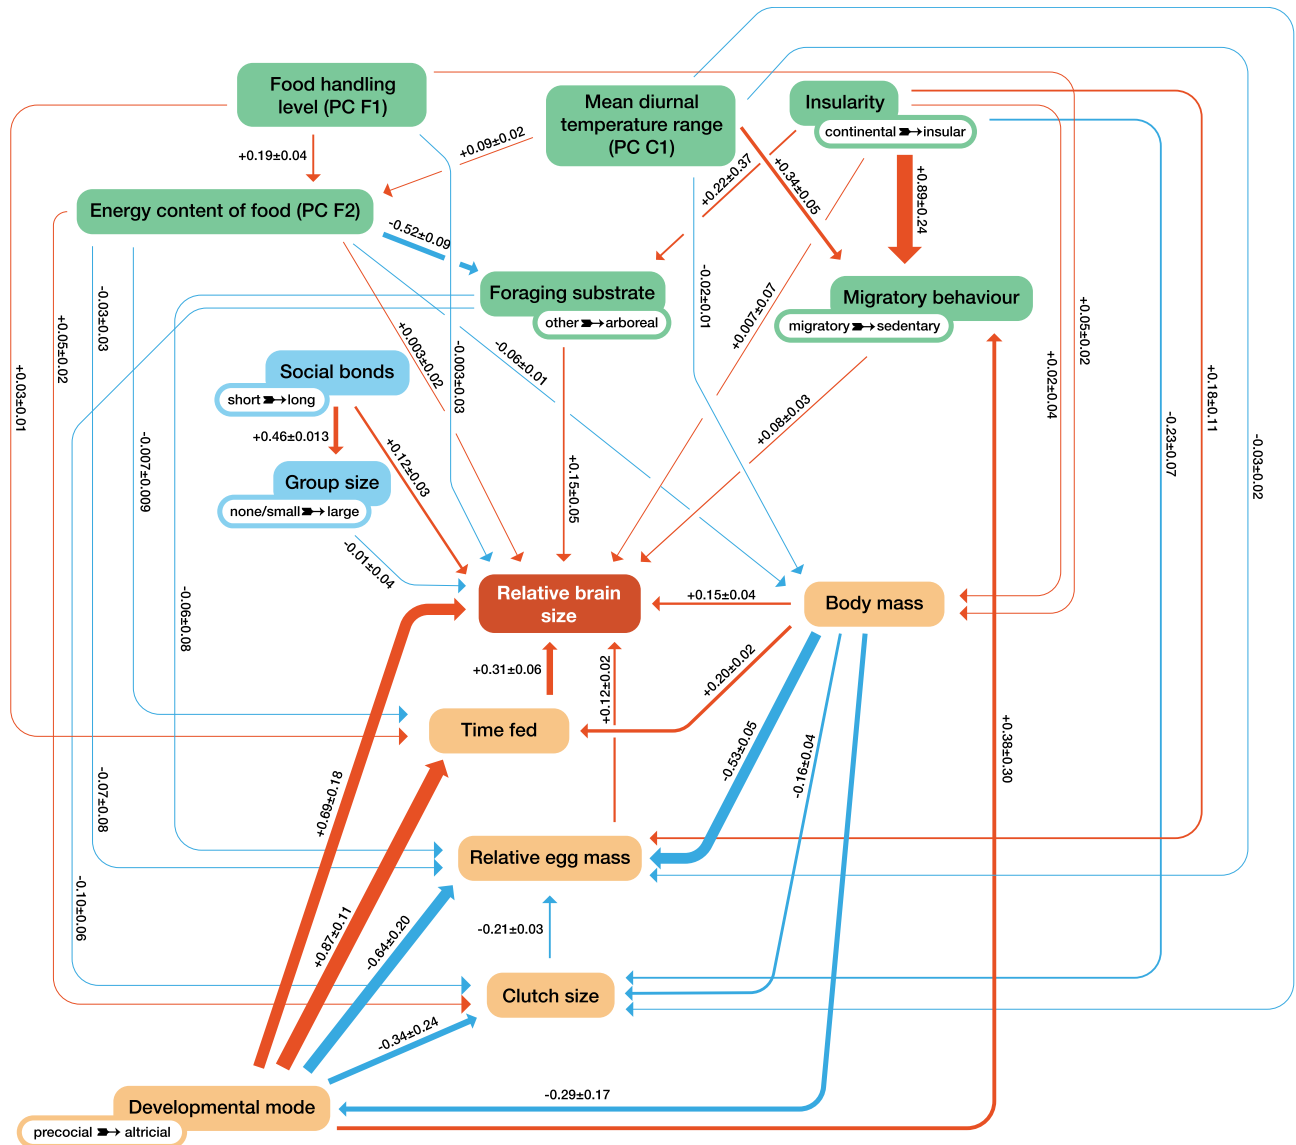 Food handling
level (PC F1)
Mean diurnal
temperature range
(PC C1)
Insularity
continental insular
+0.19±0.04
+0.09±0.02
+0.22±0.37
+0.34±0.05
+0.89±0.24
Energy content of food (PC F2)
-0.52±0.09
Foraging substrate
other arboreal
Migratory behaviour
migratory sedentary
-0.02±0.01
+0.007±0.07
-0.03±0.03
+0.05±0.02
+0.03±0.01
+0.003±0.02
-0.003±0.03
-0.06±0.01
+0.05±0.02
+0.02±0.04
+0.18±0.11
-0.23±0.07
-0.03±0.02
Social bonds
short long
+0.46±0.013
+0.12±0.03
+0.08±0.03
Group size
none/small large
-0.007±0.009
+0.15±0.05
-0.01±0.04
Relative brain
size
+0.15±0.04
Body mass
-0.06±0.08
+0.31±0.06
+0.12±0.02
+0.20±0.02
Time fed
-0.53±0.05
-0.16±0.04
+0.38±0.30
+0.69±0.18
-0.07±0.08
Relative egg mass
-0.10±0.06
+0.87±0.11
-0.64±0.20
-0.21±0.03
Clutch size
-0.34±0.24
-0.29±0.17
Developmental mode
precocial altricial